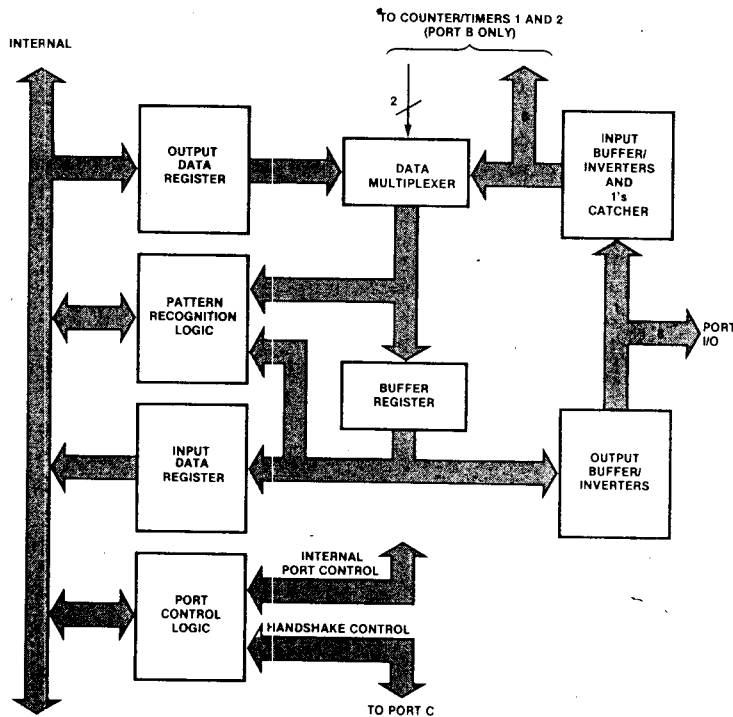 TO COUNTER/TIMERS 1 AND 2
(PORT B ONLY)
INTERNAL
2
8
OUTPUT
DATA
REGISTER
DATA
MULTIPLEXER
INPUT
BUFFER/
INVERTERS
AND
1's
CATCHER
PATTERN
RECOGNITION
LOGIC
8
PORT
I/O
BUFFER
REGISTER
INPUT
DATA
REGISTER
OUTPUT
BUFFER/
INVERTERS
PORT
CONTROL
LOGIC
INTERNAL
PORT CONTROL
HANDSHAKE CONTROL
TO PORT C